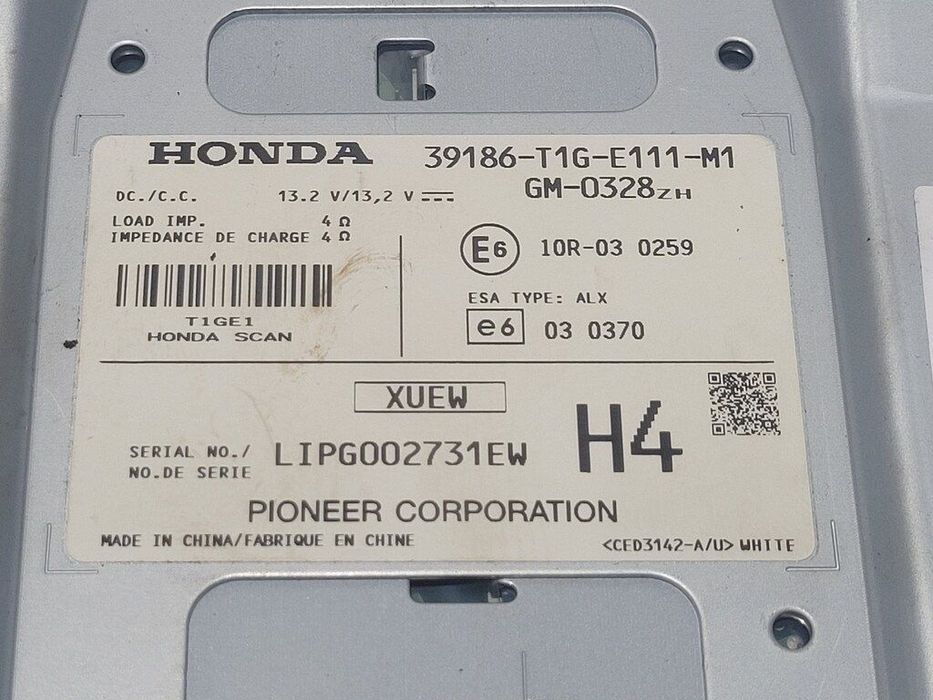 HONDA 39186-T1G-E111-M1
GM-0328ZH
DC./C.C. 13.2 V/13,2 V
LOAD IMP. 4 Ω
IMPEDANCE DE CHARGE 4 Ω
E6 10R-03 0259
ESA TYPE: ALX
e6 03 0370
T1GE1
HONDA SCAN
XUEW
H4
SERIAL NO./
NO.DE SERIE
LIPG002731EW
PIONEER CORPORATION
MADE IN CHINA/FABRIQUE EN CHINE
<CED3142-A/U> WHITE